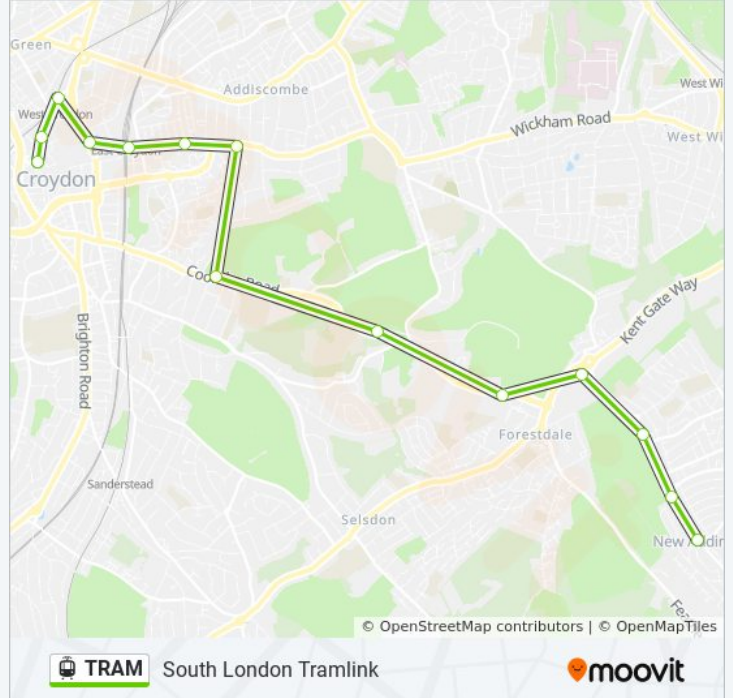 Green
Addiscombe
West Wi
Wickham Road
West Wi
Croydon
Kent Gate Way
Brighton Road
Forestdale
Sanderstead
Selsdon
© OpenStreetMap contributors | © OpenMapTiles
TRAM South London Tramlink
moovit